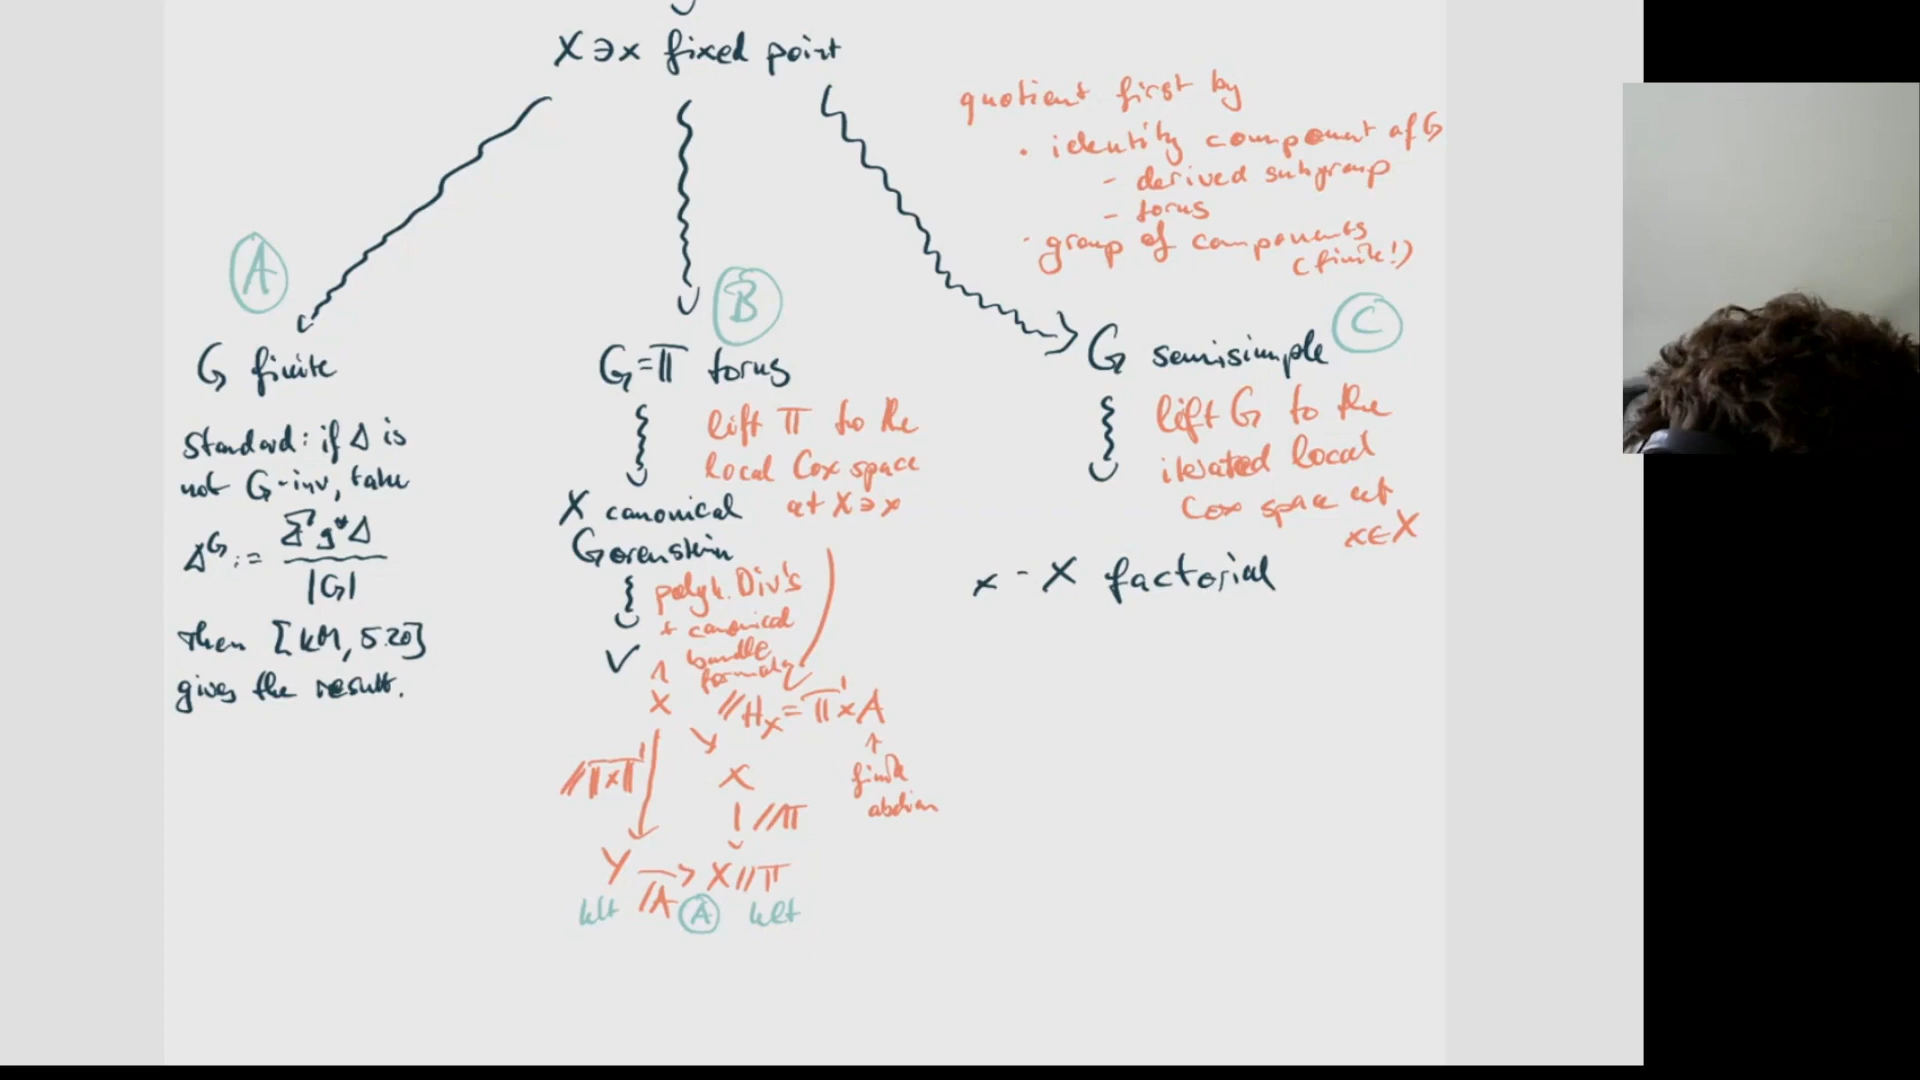 X ∋ x fixed point
quotient first by
· identity component of G
- derived subgroup
- torus
· group of components
(finite!)
A
G finite
Standard: if Δ is
not G-inv, take
Δ^G := Σ g*Δ / |G|
then [KM, 5.20]
gives the result.
B
G = 𝕋 torus
lift 𝕋 to the
local Cox space
at X ∋ x
X canonical
Gorenstein
polyh. Div's
+ canonical
bundle
formula
✓
X //H_X = 𝕋' × A
↑
finite
abelian
//𝕋×𝕋'
X
//𝕋
Y → X//𝕋
/A
klt A klt
C
G semisimple
lift G to the
iterated local
Cox space at
x ∈ X
x - X factorial